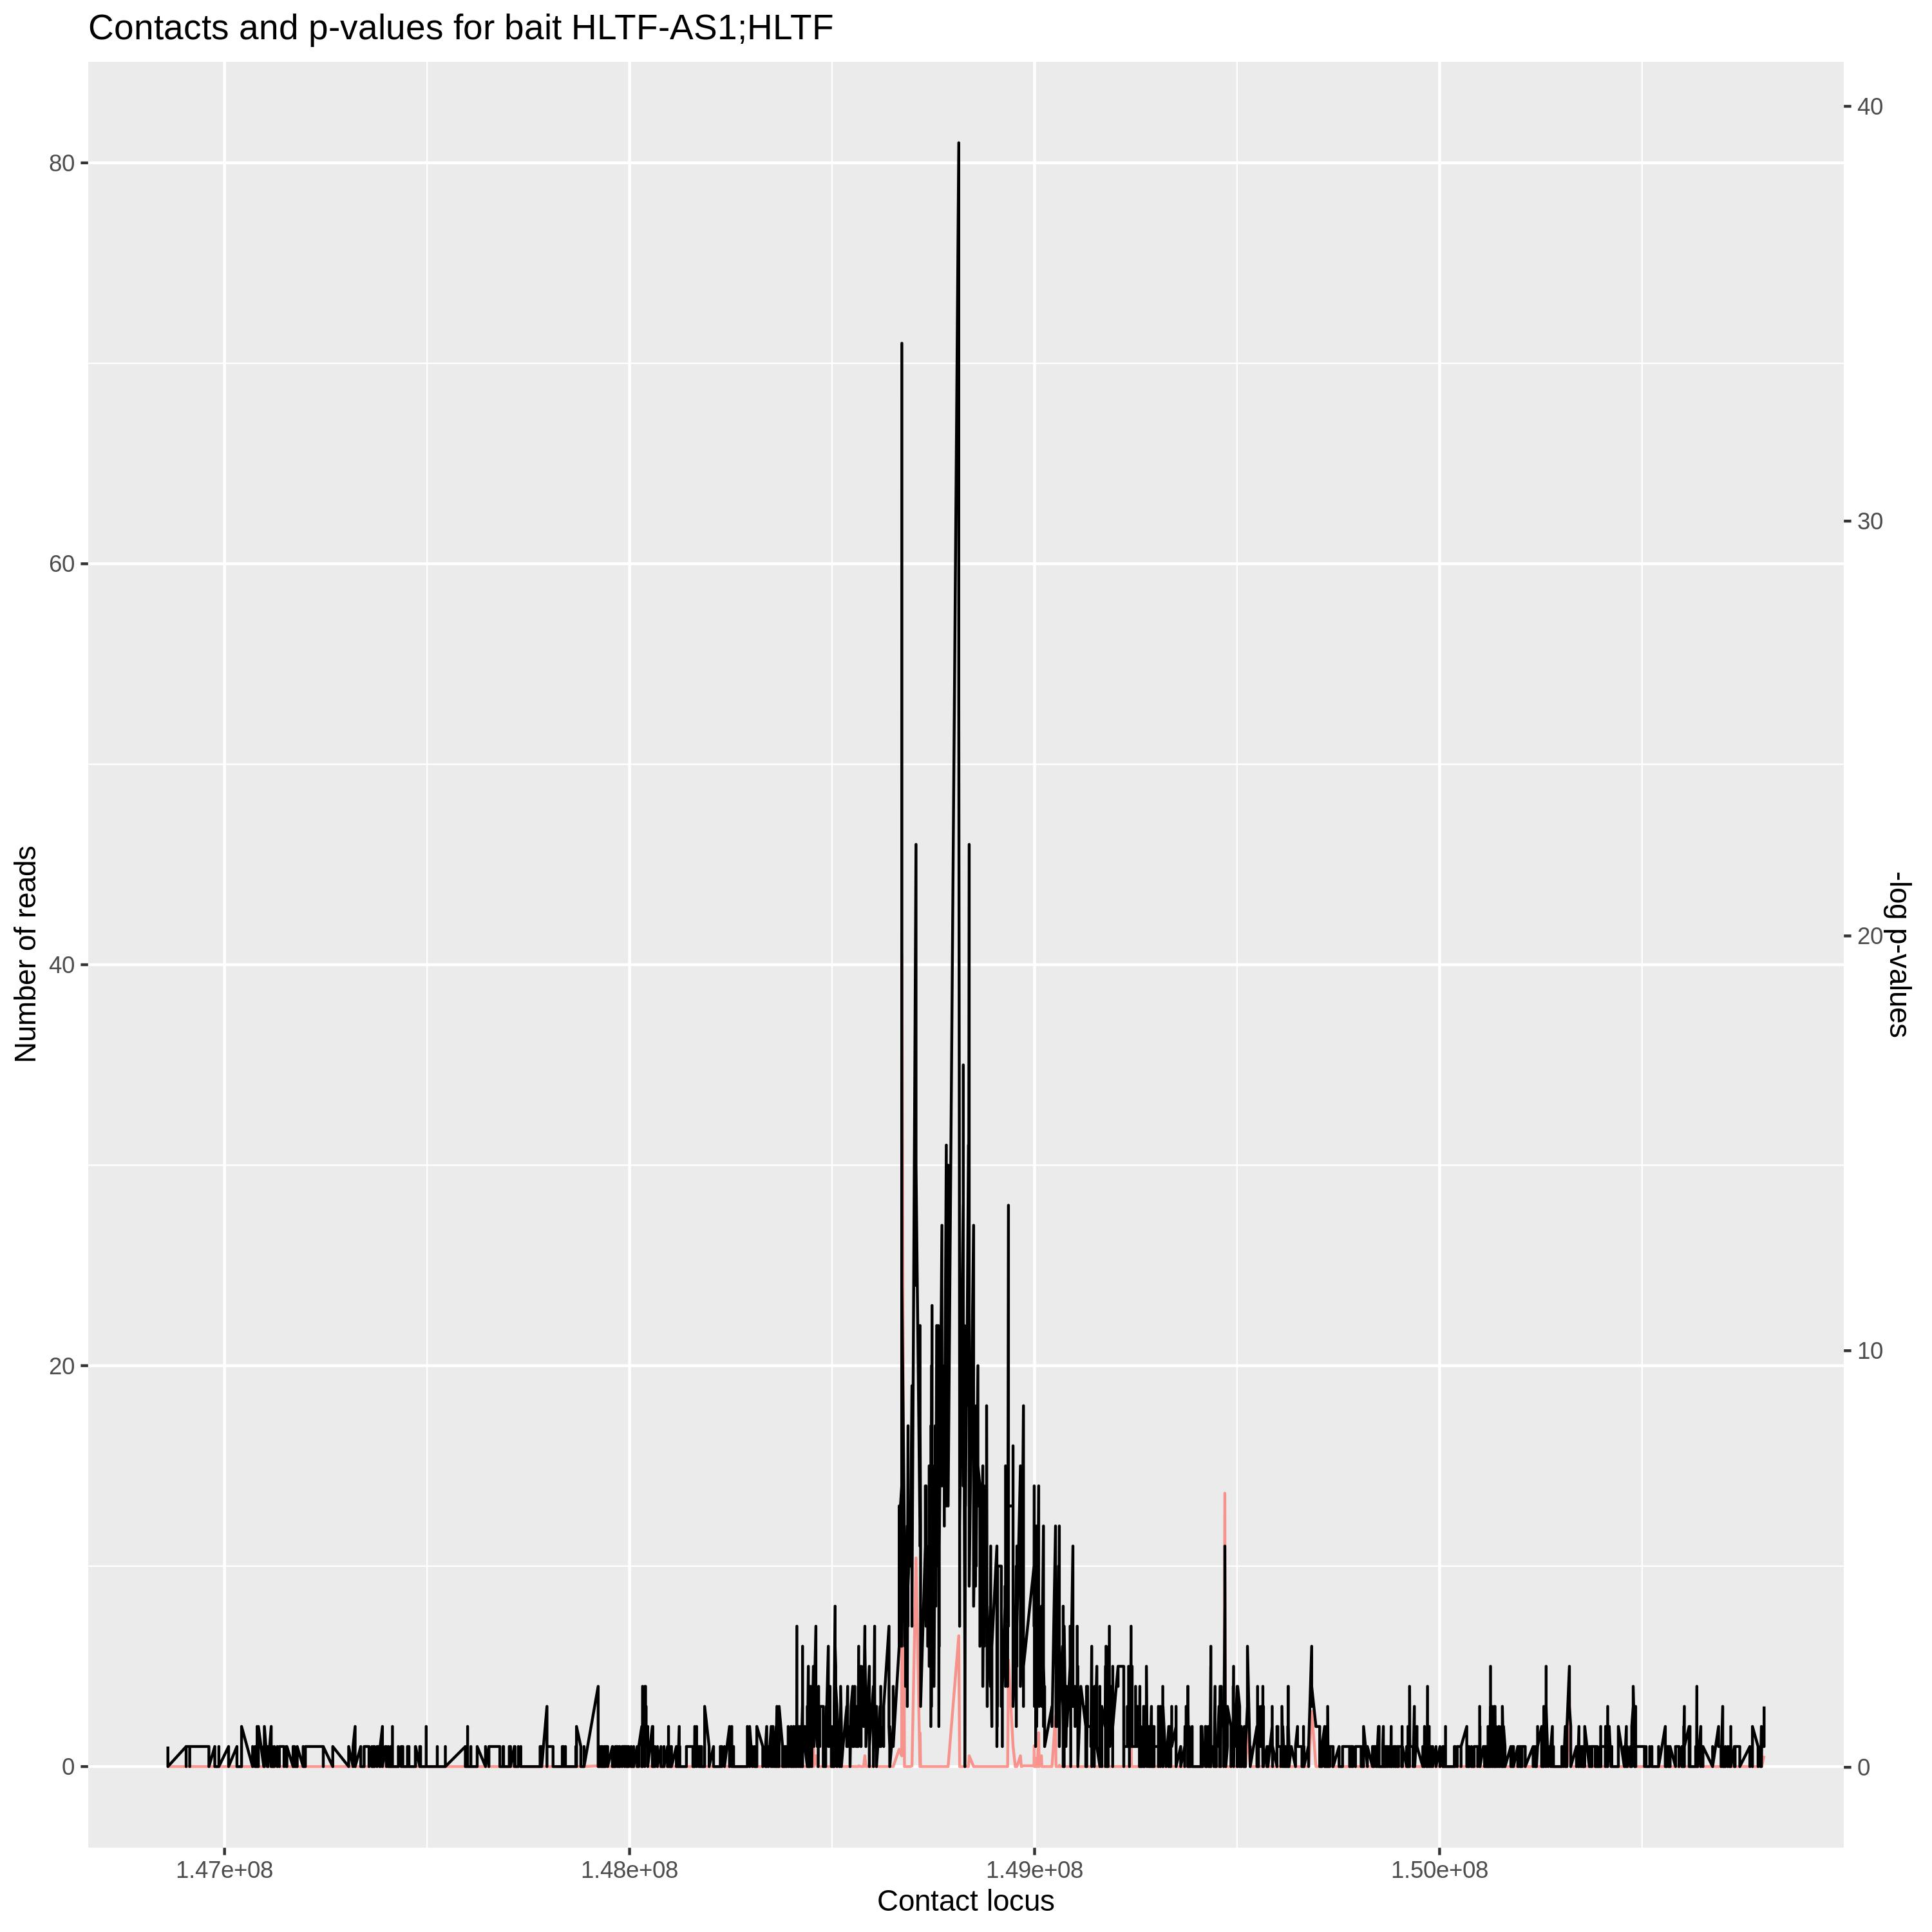 Contacts and p-values for bait HLTF-AS1;HLTF
40
80
30
60
Number of reads
-log p-values
20
40
10
20
0
0
1.47e+08
1.48e+08
1.49e+08
1.50e+08
Contact locus